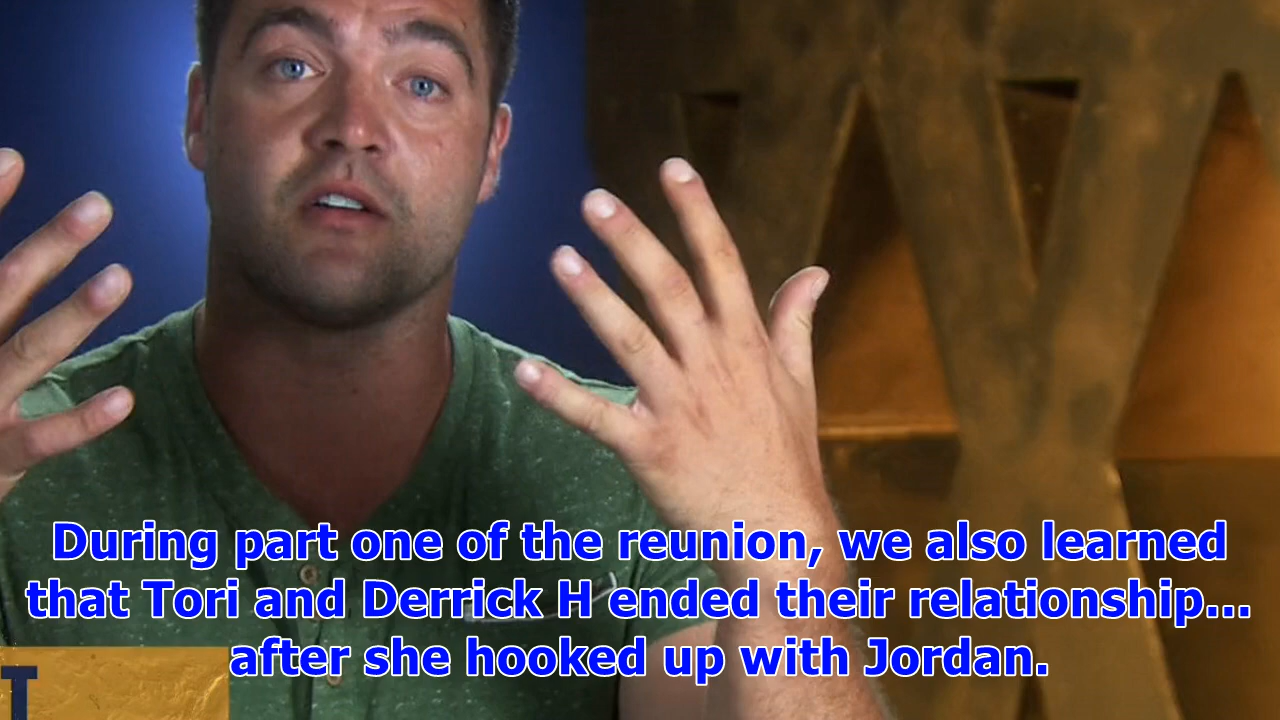 During part one of the reunion, we also learned
that Tori and Derrick H ended their relationship...
after she hooked up with Jordan.